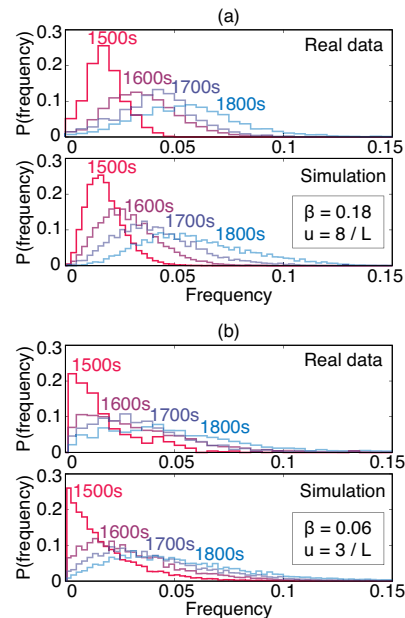 (a)
P(frequency)
0.3
0.2
0.1
0
1500s
1600s
1700s
1800s
Real data
0
0.05
0.1
0.15
P(frequency)
0.3
0.2
0.1
0
1500s
1600s
1700s
1800s
Simulation
β = 0.18
u = 8 / L
0
0.05
0.1
0.15
Frequency
(b)
P(frequency)
0.3
0.2
0.1
0
1500s
1600s
1700s
1800s
Real data
0
0.05
0.1
0.15
P(frequency)
0.3
0.2
0.1
0
1500s
1600s
1700s
1800s
Simulation
β = 0.06
u = 3 / L
0
0.05
0.1
0.15
Frequency